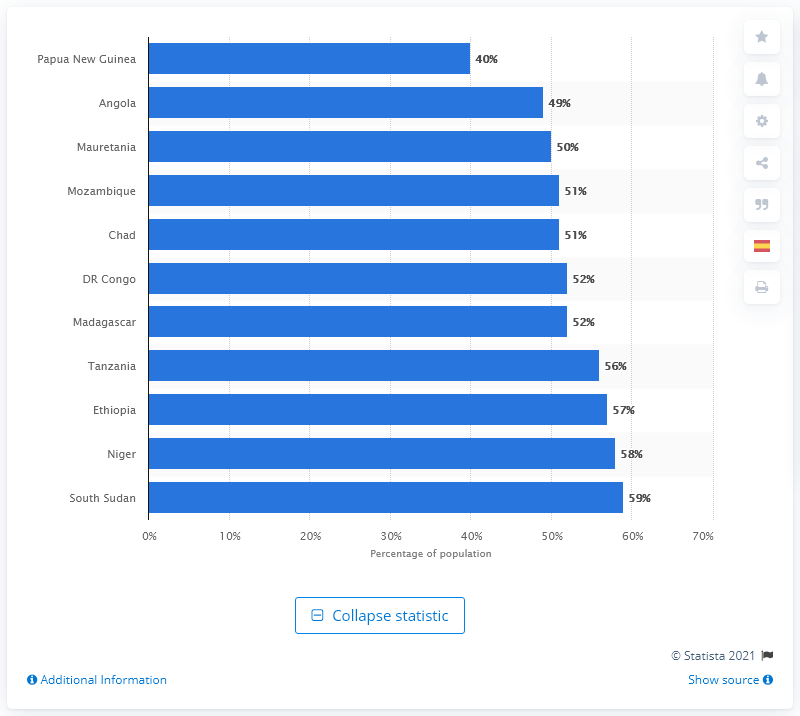 Papua New Guinea 40%
Angola 49%
Mauretania 50%
Mozambique 51%
Chad 51%
DR Congo 52%
Madagascar 52%
Tanzania 56%
Ethiopia 57%
Niger 58%
South Sudan 59%
0% 10% 20% 30% 40% 50% 60% 70%
Percentage of population
Collapse statistic
© Statista 2021
Additional Information Show source